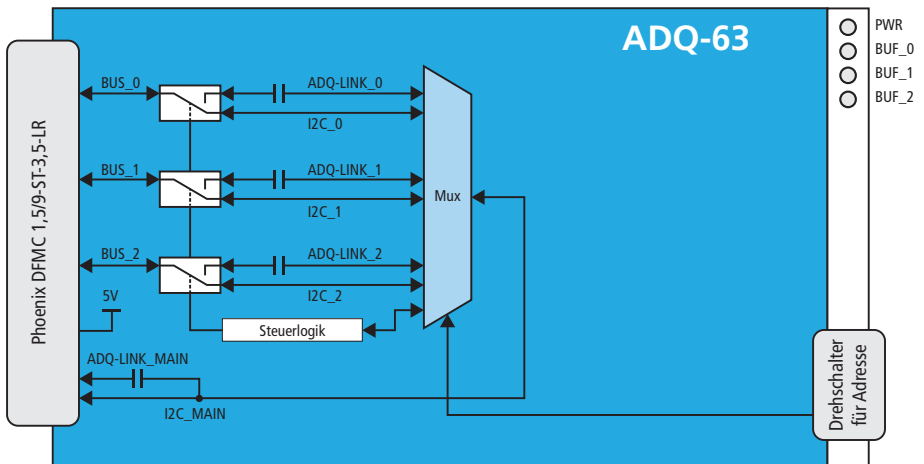 ADQ-63
PWR
BUF_0
BUF_1
BUF_2
Phoenix DFMC 1,5/9-ST-3,5-LR
BUS_0
ADQ-LINK_0
I2C_0
BUS_1
ADQ-LINK_1
I2C_1
Mux
BUS_2
ADQ-LINK_2
I2C_2
5V
Steuerlogik
ADQ-LINK_MAIN
I2C_MAIN
Drehschalter
für Adresse